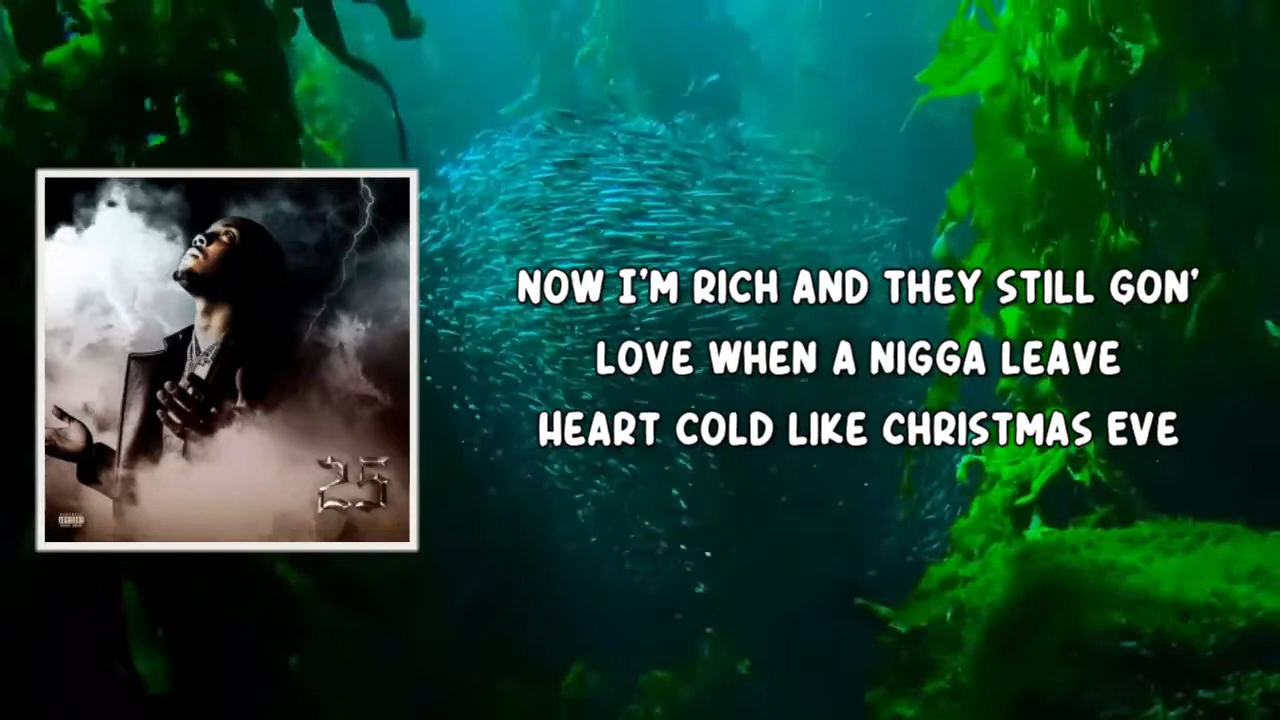 25
NOW I'M RICH AND THEY STILL GON'
LOVE WHEN A NIGGA LEAVE
HEART COLD LIKE CHRISTMAS EVE